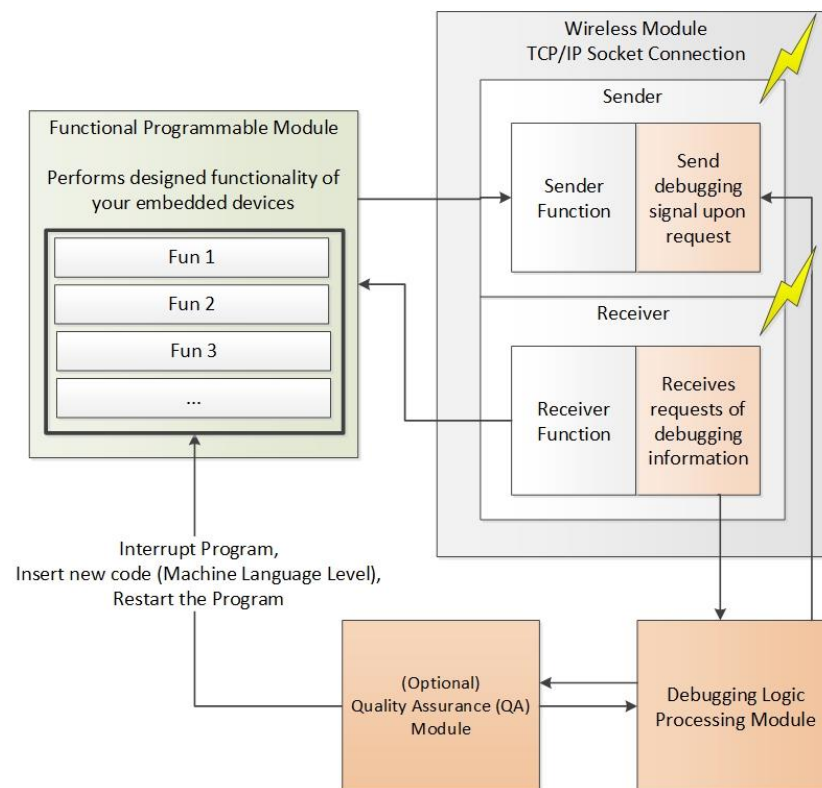 Wireless Module
TCP/IP Socket Connection
Sender
Sender
Function
Send
debugging
signal upon
request
Receiver
Receiver
Function
Receives
requests of
debugging
information
Functional Programmable Module
Performs designed functionality of
your embedded devices
Fun 1
Fun 2
Fun 3
...
Interrupt Program,
Insert new code (Machine Language Level),
Restart the Program
(Optional)
Quality Assurance (QA)
Module
Debugging Logic
Processing Module